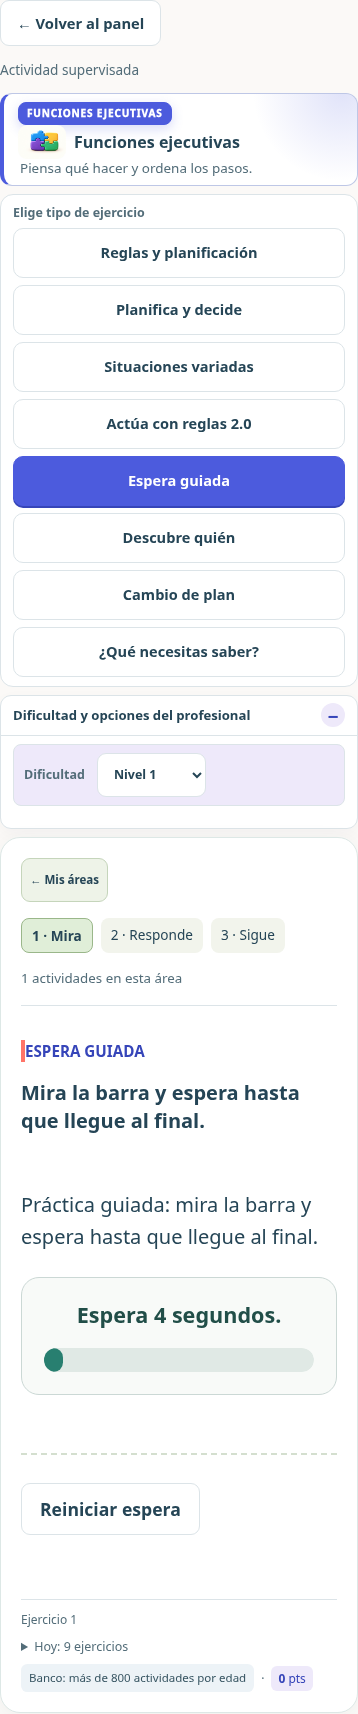 ← Volver al panel
Actividad supervisada
FUNCIONES EJECUTIVAS
Funciones ejecutivas
Piensa qué hacer y ordena los pasos.
Elige tipo de ejercicio
Reglas y planificación
Planifica y decide
Situaciones variadas
Actúa con reglas 2.0
Espera guiada
Descubre quién
Cambio de plan
¿Qué necesitas saber?
Dificultad y opciones del profesional
–
Dificultad Nivel 1
← Mis áreas
1 · Mira 2 · Responde 3 · Sigue
1 actividades en esta área
ESPERA GUIADA
Mira la barra y espera hasta
que llegue al final.
Práctica guiada: mira la barra y
espera hasta que llegue al final.
Espera 4 segundos.
Reiniciar espera
Ejercicio 1
▶ Hoy: 9 ejercicios
Banco: más de 800 actividades por edad · 0 pts